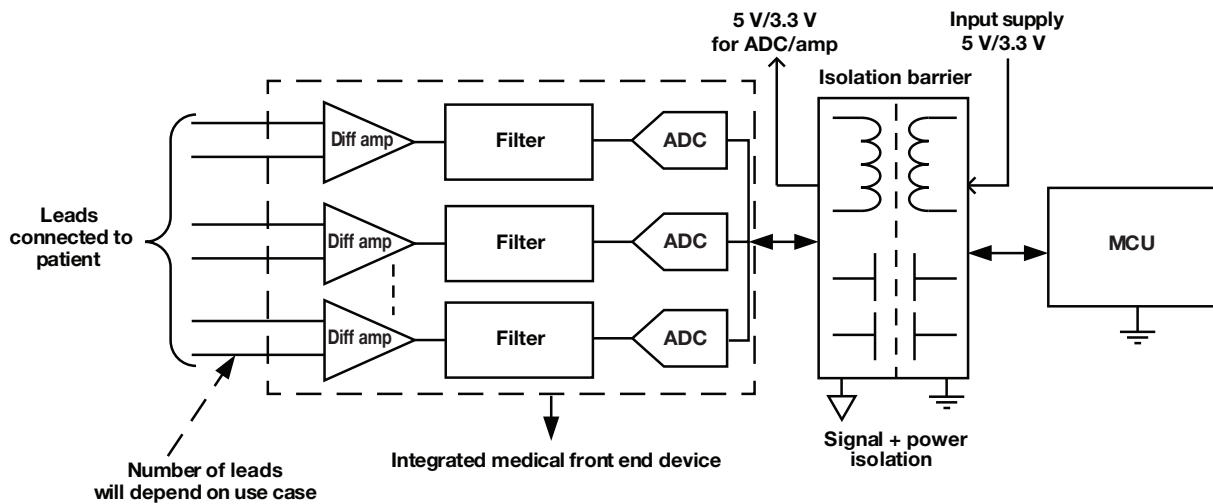 5 V/3.3 V
for ADC/amp
Input supply
5 V/3.3 V
Isolation barrier
Diff amp
Filter
ADC
Leads
connected to
patient
Diff amp
Filter
ADC
MCU
Diff amp
Filter
ADC
Signal + power
isolation
Integrated medical front end device
Number of leads
will depend on use case